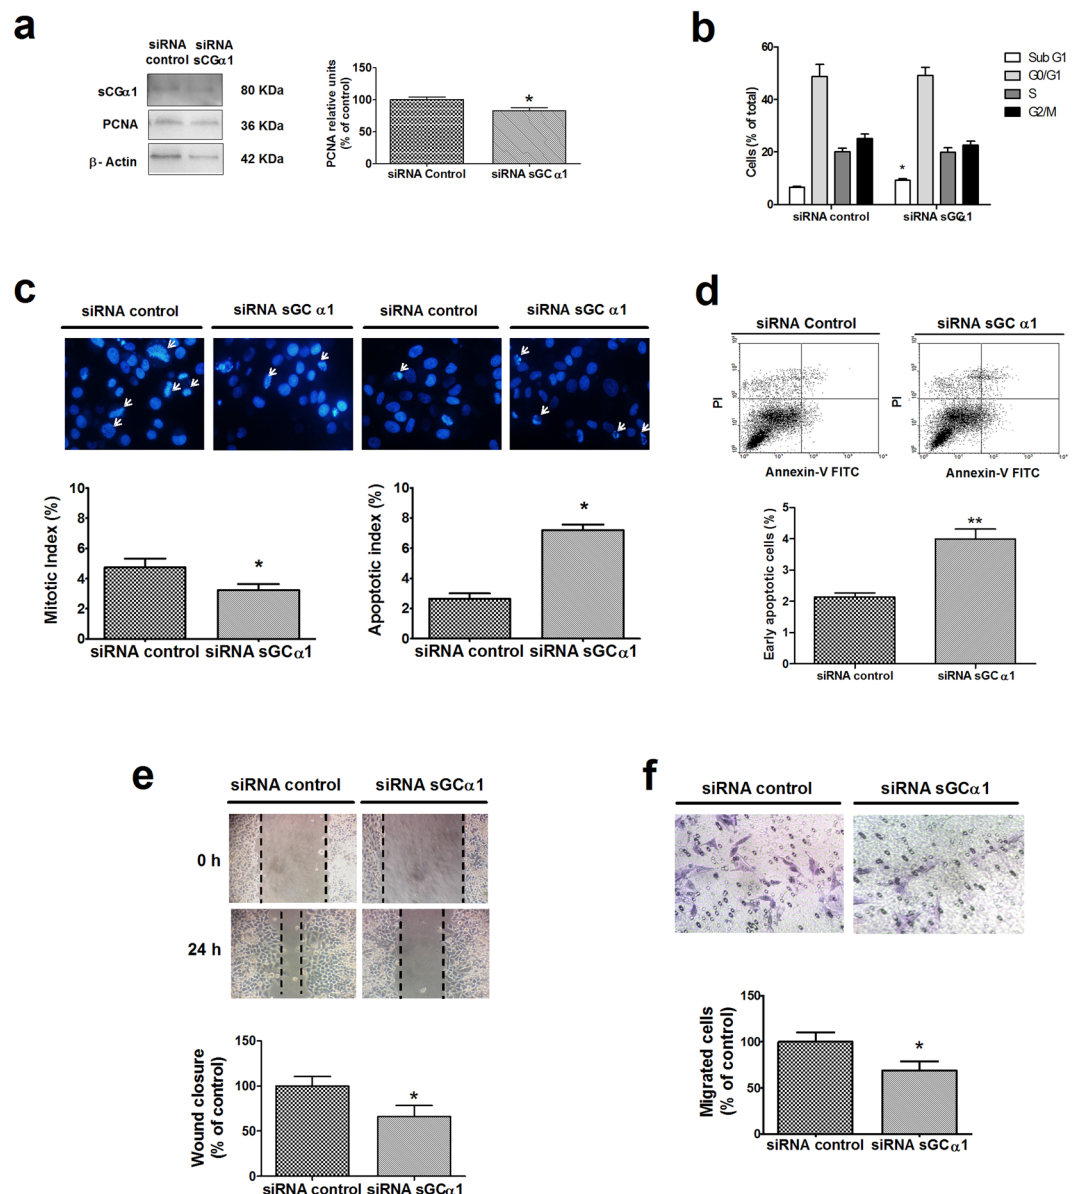 a
siRNA control
siRNA sCGα1
sCGα1
80 KDa
PCNA
36 KDa
β- Actin
42 KDa
PCNA relative units
(% of control)
150
100
50
0
*
siRNA Control
siRNA sGC α1
b
Cells (% of total)
60
40
20
0
*
siRNA control
siRNA sGCα1
Sub G1
G0/G1
S
G2/M
c
siRNA control
siRNA sGC α1
siRNA control
siRNA sGC α1
Mitotic Index (%)
10
8
6
4
2
0
*
siRNA control
siRNA sGCα1
Apoptotic index (%)
10
8
6
4
2
0
*
siRNA control
siRNA sGCα1
d
siRNA Control
siRNA sGC α1
PI
Annexin-V FITC
PI
Annexin-V FITC
Early apoptotic cells (%)
5
4
3
2
1
0
**
siRNA control
siRNA sGC α1
e
siRNA control
siRNA sGCα1
0 h
24 h
Wound closure
(% of control)
150
100
50
0
*
siRNA control
siRNA sGCα1
f
siRNA control
siRNA sGCα1
Migrated cells
(% of control)
150
100
50
0
*
siRNA control
siRNA sGCα1